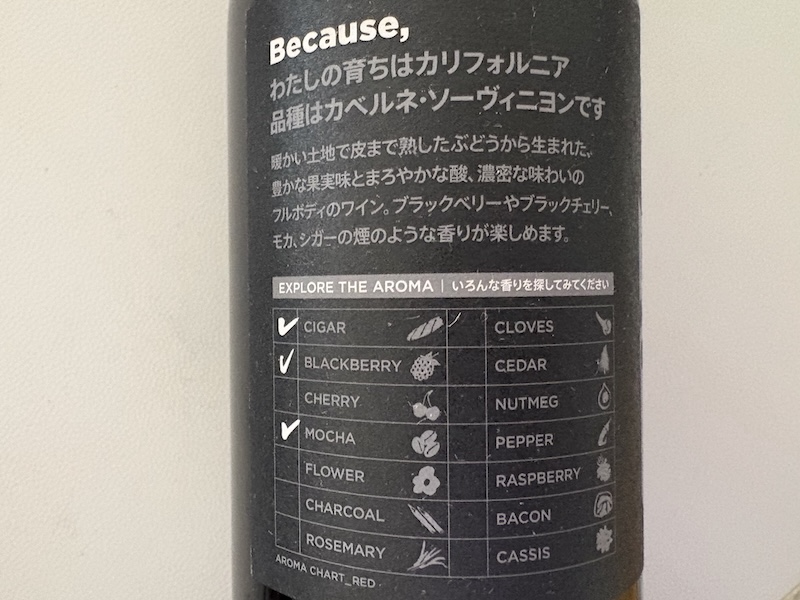 Because,
わたしの育ちはカリフォルニア
品種はカベルネ・ソーヴィニヨンです
暖かい土地で皮まで熟したぶどうから生まれた、
豊かな果実味とまろやかな酸、濃密な味わいの
フルボディのワイン。ブラックベリーやブラックチェリー、
モカ、シガーの煙のような香りが楽しめます。
EXPLORE THE AROMA | いろんな香りを探してみてください
CIGAR CLOVES
BLACKBERRY CEDAR
CHERRY NUTMEG
MOCHA PEPPER
FLOWER RASPBERRY
CHARCOAL BACON
ROSEMARY CASSIS
AROMA CHART_RED